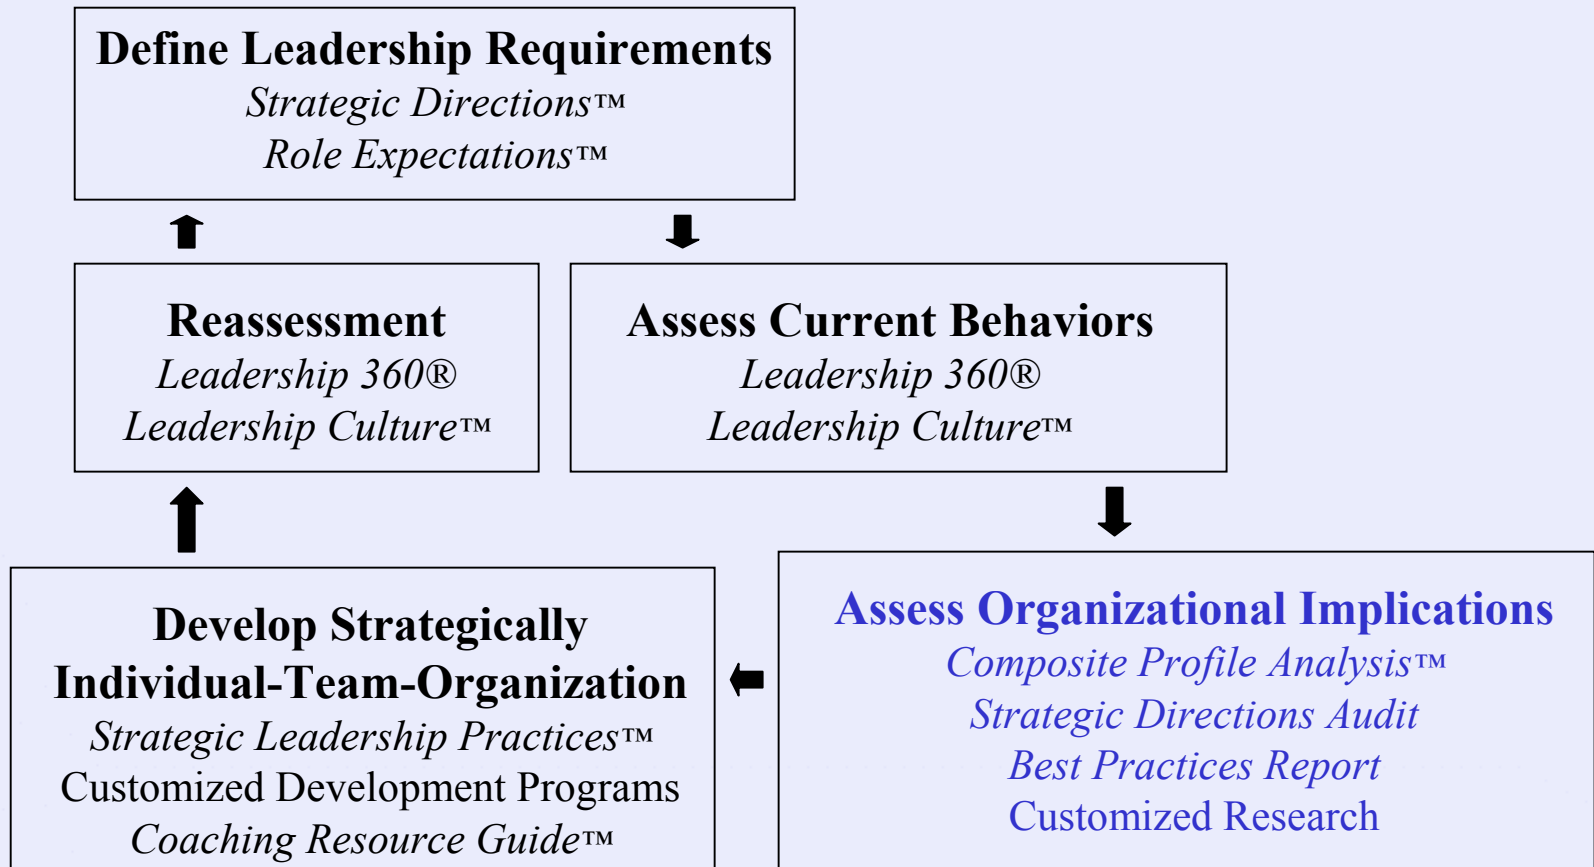 Define Leadership Requirements
Strategic Directions™
Role Expectations™
Reassessment
Leadership 360®
Leadership Culture™
Assess Current Behaviors
Leadership 360®
Leadership Culture™
Develop Strategically
Individual-Team-Organization
Strategic Leadership Practices™
Customized Development Programs
Coaching Resource Guide™
Assess Organizational Implications
Composite Profile Analysis™
Strategic Directions Audit
Best Practices Report
Customized Research